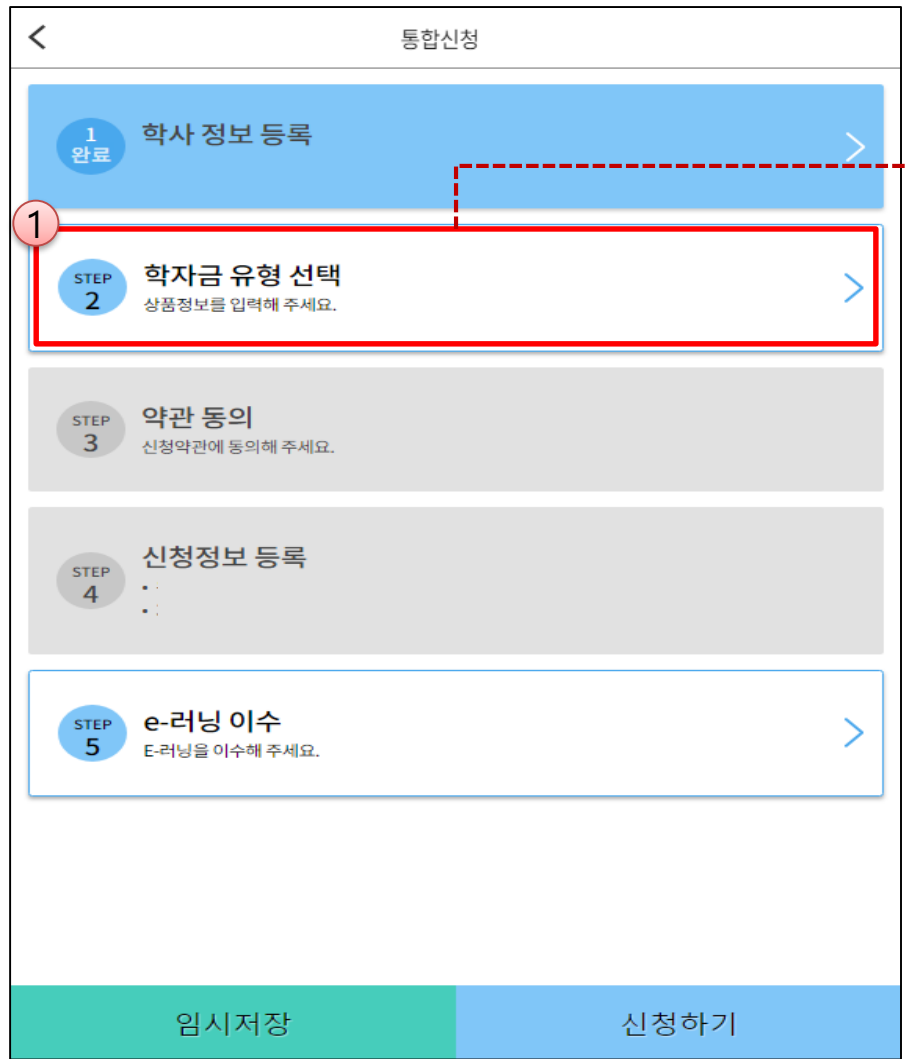 통합신청
1
완료
학사 정보 등록
1
STEP
2
학자금 유형 선택
상품정보를 입력해 주세요.
STEP
3
약관 동의
신청약관에 동의해 주세요.
STEP
4
신청정보 등록
STEP
5
e-러닝 이수
E-러닝을 이수해 주세요.
임시저장
신청하기